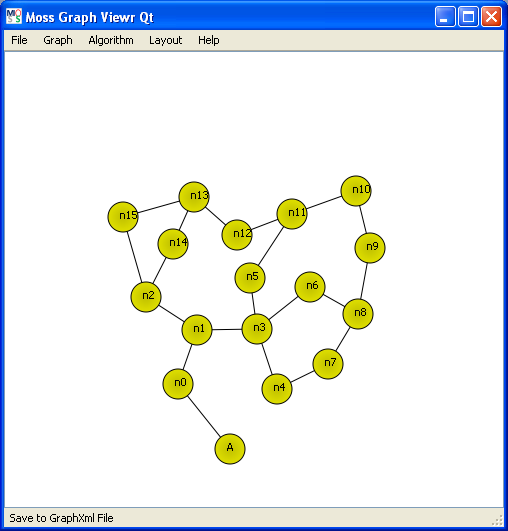 Moss Graph Viewr Qt
File Graph Algorithm Layout Help
n10
n13
n11
n15
n12
n14
n9
n5
n6
n2
n8
n1
n3
n7
n0
n4
A
Save to GraphXml File